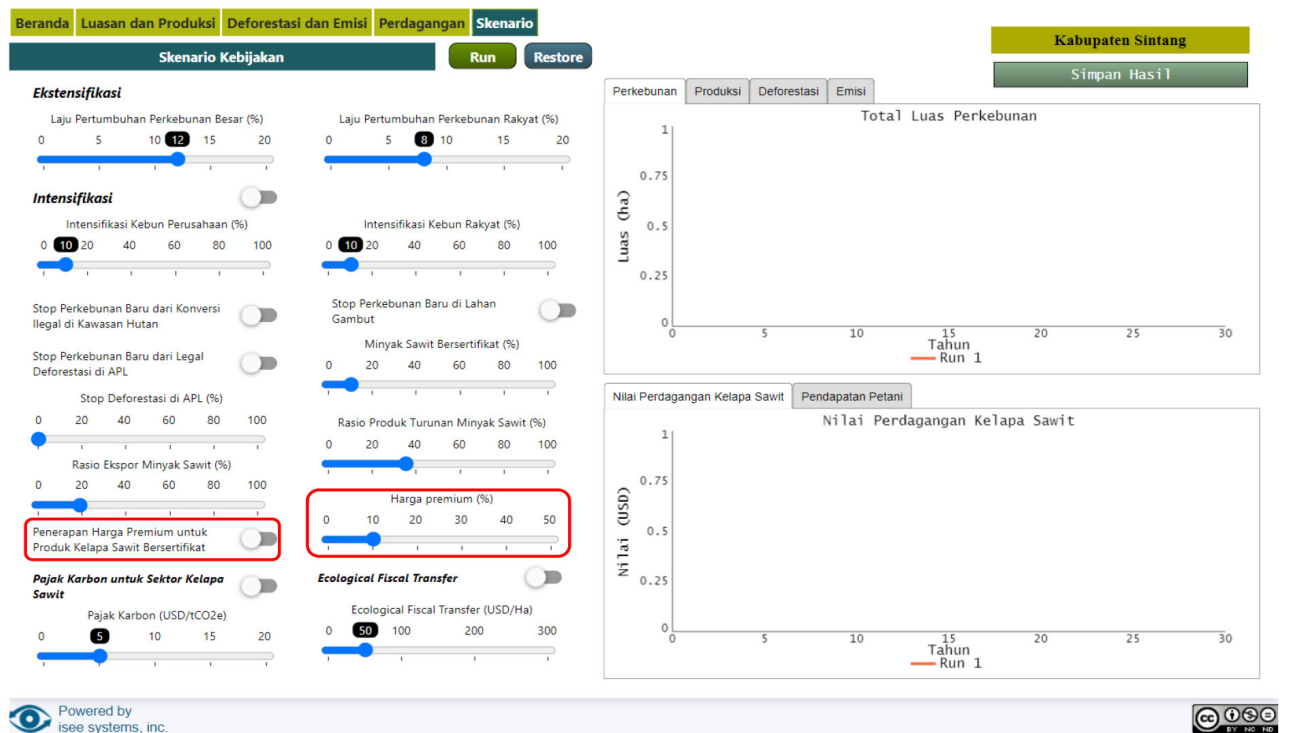 Beranda Luasan dan Produksi Deforestasi dan Emisi Perdagangan Skenario
Skenario Kebijakan Run Restore
Kabupaten Sintang
Simpan Hasil
Ekstensifikasi
Laju Pertumbuhan Perkebunan Besar (%)
0 5 10 12 15 20
Laju Pertumbuhan Perkebunan Rakyat (%)
0 5 8 10 15 20
Intensifikasi
Intensifikasi Kebun Perusahaan (%)
0 10 20 40 60 80 100
Intensifikasi Kebun Rakyat (%)
0 10 20 40 60 80 100
Stop Perkebunan Baru dari Konversi
Ilegal di Kawasan Hutan
Stop Perkebunan Baru di Lahan
Gambut
Stop Perkebunan Baru dari Legal
Deforestasi di APL
Minyak Sawit Bersertifikat (%)
0 20 40 60 80 100
Stop Deforestasi di APL (%)
0 20 40 60 80 100
Rasio Produk Turunan Minyak Sawit (%)
0 20 40 60 80 100
Rasio Ekspor Minyak Sawit (%)
0 20 40 60 80 100
Harga premium (%)
0 10 20 30 40 50
Penerapan Harga Premium untuk
Produk Kelapa Sawit Bersertifikat
Pajak Karbon untuk Sektor Kelapa
Sawit
Ecological Fiscal Transfer
Pajak Karbon (USD/tCO2e)
0 5 10 15 20
Ecological Fiscal Transfer (USD/Ha)
0 50 100 200 300
Perkebunan Produksi Deforestasi Emisi
Total Luas Perkebunan
Luas (ha)
1
0.75
0.5
0.25
0
0 5 10 15 20 25 30
Tahun
Run 1
Nilai Perdagangan Kelapa Sawit Pendapatan Petani
Nilai Perdagangan Kelapa Sawit
Nilai (USD)
1
0.75
0.5
0.25
0
0 5 10 15 20 25 30
Tahun
Run 1
Powered by
isee systems, inc.
cc
BY NC ND